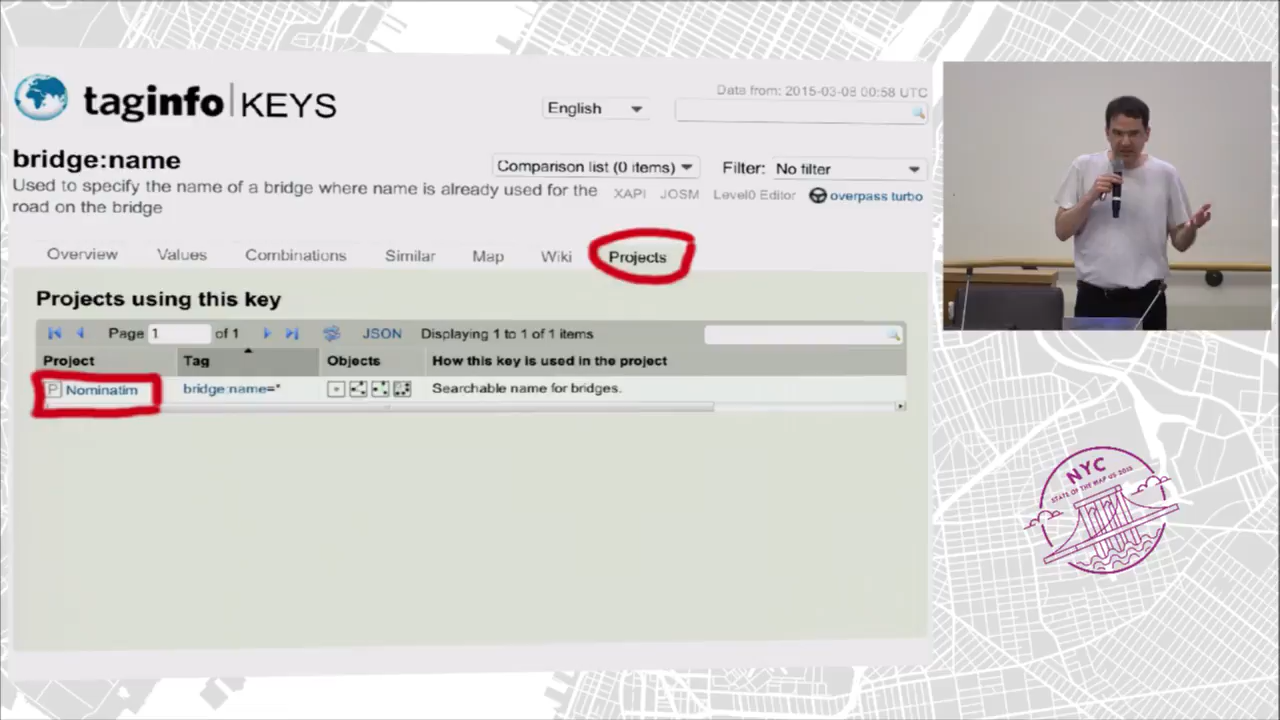 taginfo KEYS
English
Data from: 2015-03-08 00:58 UTC
bridge:name
Comparison list (0 items)
Filter: No filter
Used to specify the name of a bridge where name is already used for the
road on the bridge
XAPI JOSM Level0 Editor overpass turbo
Overview Values Combinations Similar Map Wiki Projects
Projects using this key
Page 1 of 1 JSON Displaying 1 to 1 of 1 items
Project Tag Objects How this key is used in the project
P Nominatim bridge:name=* Searchable name for bridges.
NYC
STATE OF THE MAP US 2015